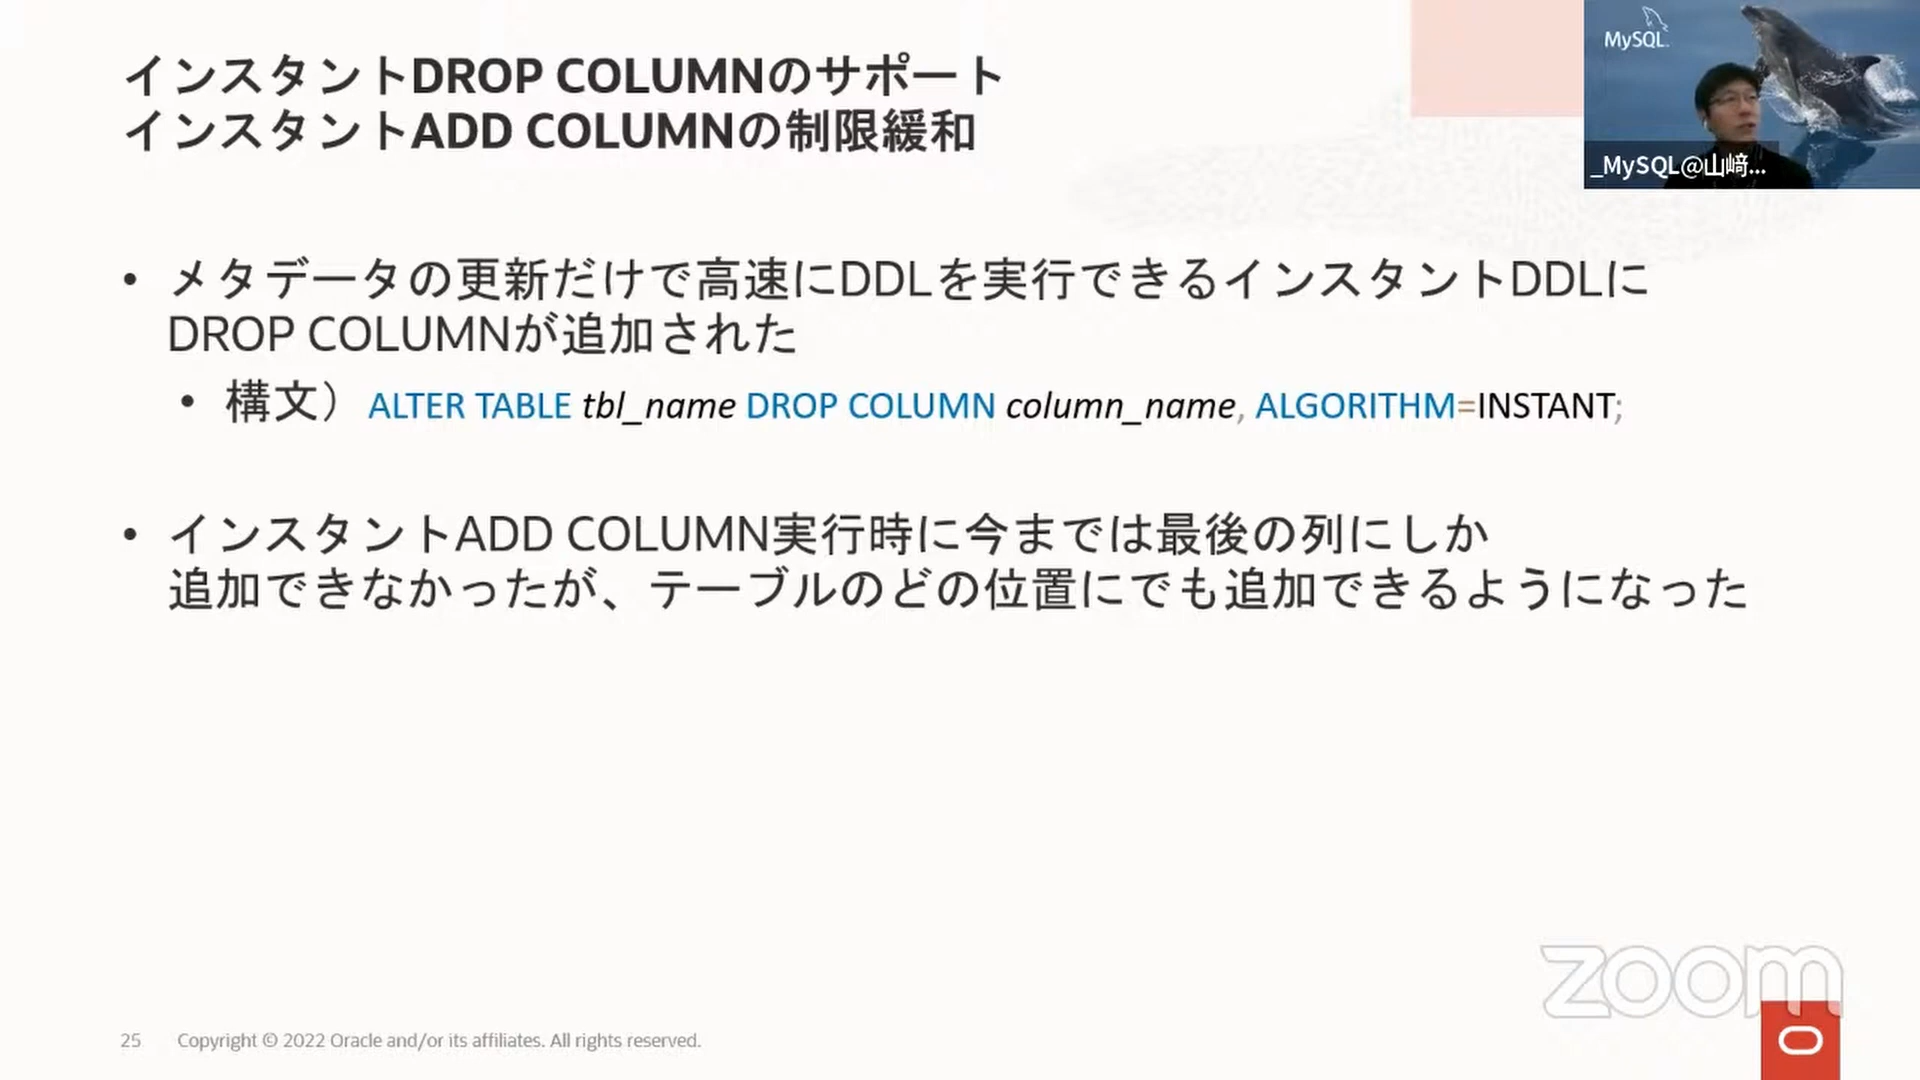 インスタントDROP COLUMNのサポート
インスタントADD COLUMNの制限緩和
MySQL
_MySQL@山﨑...
• メタデータの更新だけで高速にDDLを実行できるインスタントDDLに
DROP COLUMNが追加された
• 構文）ALTER TABLE tbl_name DROP COLUMN column_name, ALGORITHM=INSTANT;
• インスタントADD COLUMN実行時に今までは最後の列にしか
追加できなかったが、テーブルのどの位置にでも追加できるようになった
zoom
25 Copyright © 2022 Oracle and/or its affiliates. All rights reserved.